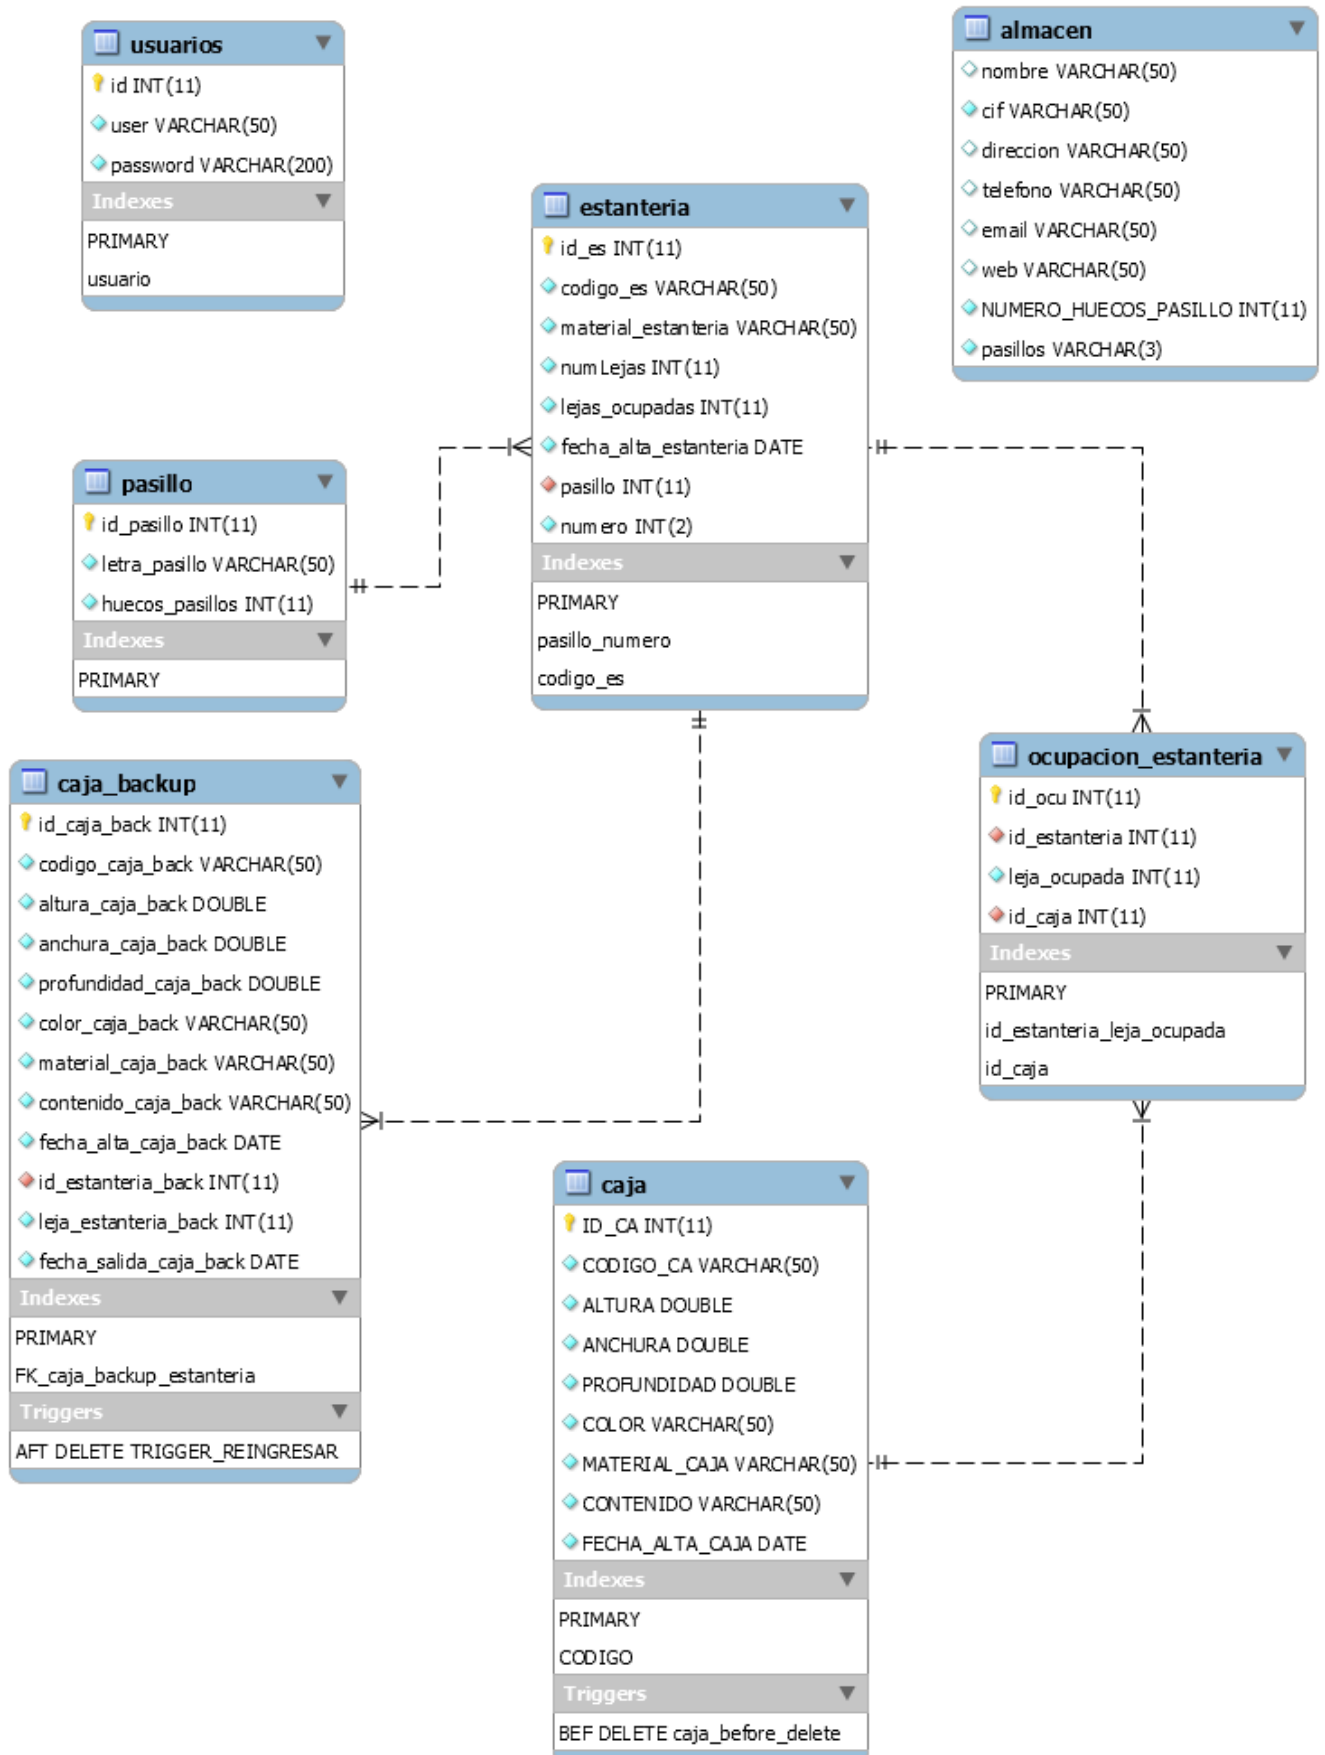 usuarios
id INT(11)
user VARCHAR(50)
password VARCHAR(200)
Indexes
PRIMARY
usuario
almacen
nombre VARCHAR(50)
cif VARCHAR(50)
direccion VARCHAR(50)
telefono VARCHAR(50)
email VARCHAR(50)
web VARCHAR(50)
NUMERO_HUECOS_PASILLO INT(11)
pasillos VARCHAR(3)
estanteria
id_es INT(11)
codigo_es VARCHAR(50)
material_estanteria VARCHAR(50)
numLejas INT(11)
lejas_ocupadas INT(11)
fecha_alta_estanteria DATE
pasillo INT(11)
numero INT(2)
Indexes
PRIMARY
pasillo_numero
codigo_es
pasillo
id_pasillo INT(11)
letra_pasillo VARCHAR(50)
huecos_pasillos INT(11)
Indexes
PRIMARY
ocupacion_estanteria
id_ocu INT(11)
id_estanteria INT(11)
leja_ocupada INT(11)
id_caja INT(11)
Indexes
PRIMARY
id_estanteria_leja_ocupada
id_caja
caja_backup
id_caja_back INT(11)
codigo_caja_back VARCHAR(50)
altura_caja_back DOUBLE
anchura_caja_back DOUBLE
profundidad_caja_back DOUBLE
color_caja_back VARCHAR(50)
material_caja_back VARCHAR(50)
contenido_caja_back VARCHAR(50)
fecha_alta_caja_back DATE
id_estanteria_back INT(11)
leja_estanteria_back INT(11)
fecha_salida_caja_back DATE
Indexes
PRIMARY
FK_caja_backup_estanteria
Triggers
AFT DELETE TRIGGER_REINGRESAR
caja
ID_CA INT(11)
CODIGO_CA VARCHAR(50)
ALTURA DOUBLE
ANCHURA DOUBLE
PROFUNDIDAD DOUBLE
COLOR VARCHAR(50)
MATERIAL_CAJA VARCHAR(50)
CONTENIDO VARCHAR(50)
FECHA_ALTA_CAJA DATE
Indexes
PRIMARY
CODIGO
Triggers
BEF DELETE caja_before_delete